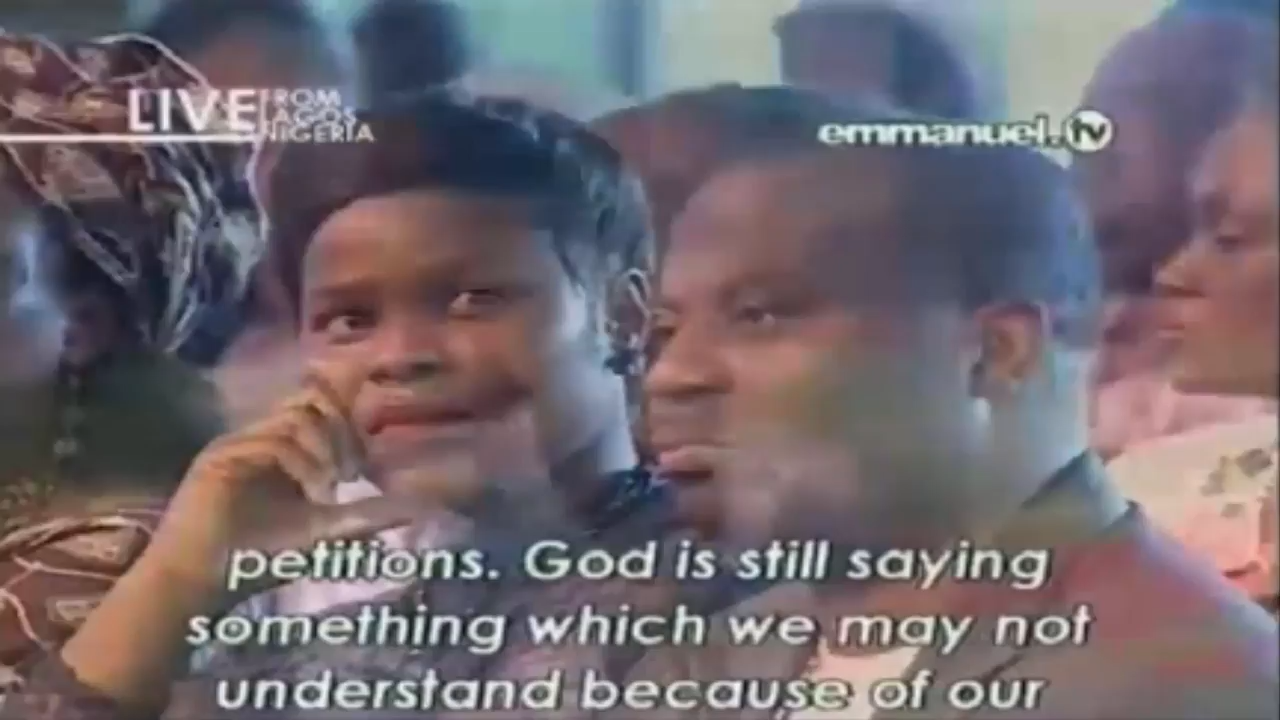 LIVE FROM
LAGOS
NIGERIA
emmanuel.tv
petitions. God is still saying
something which we may not
understand because of our